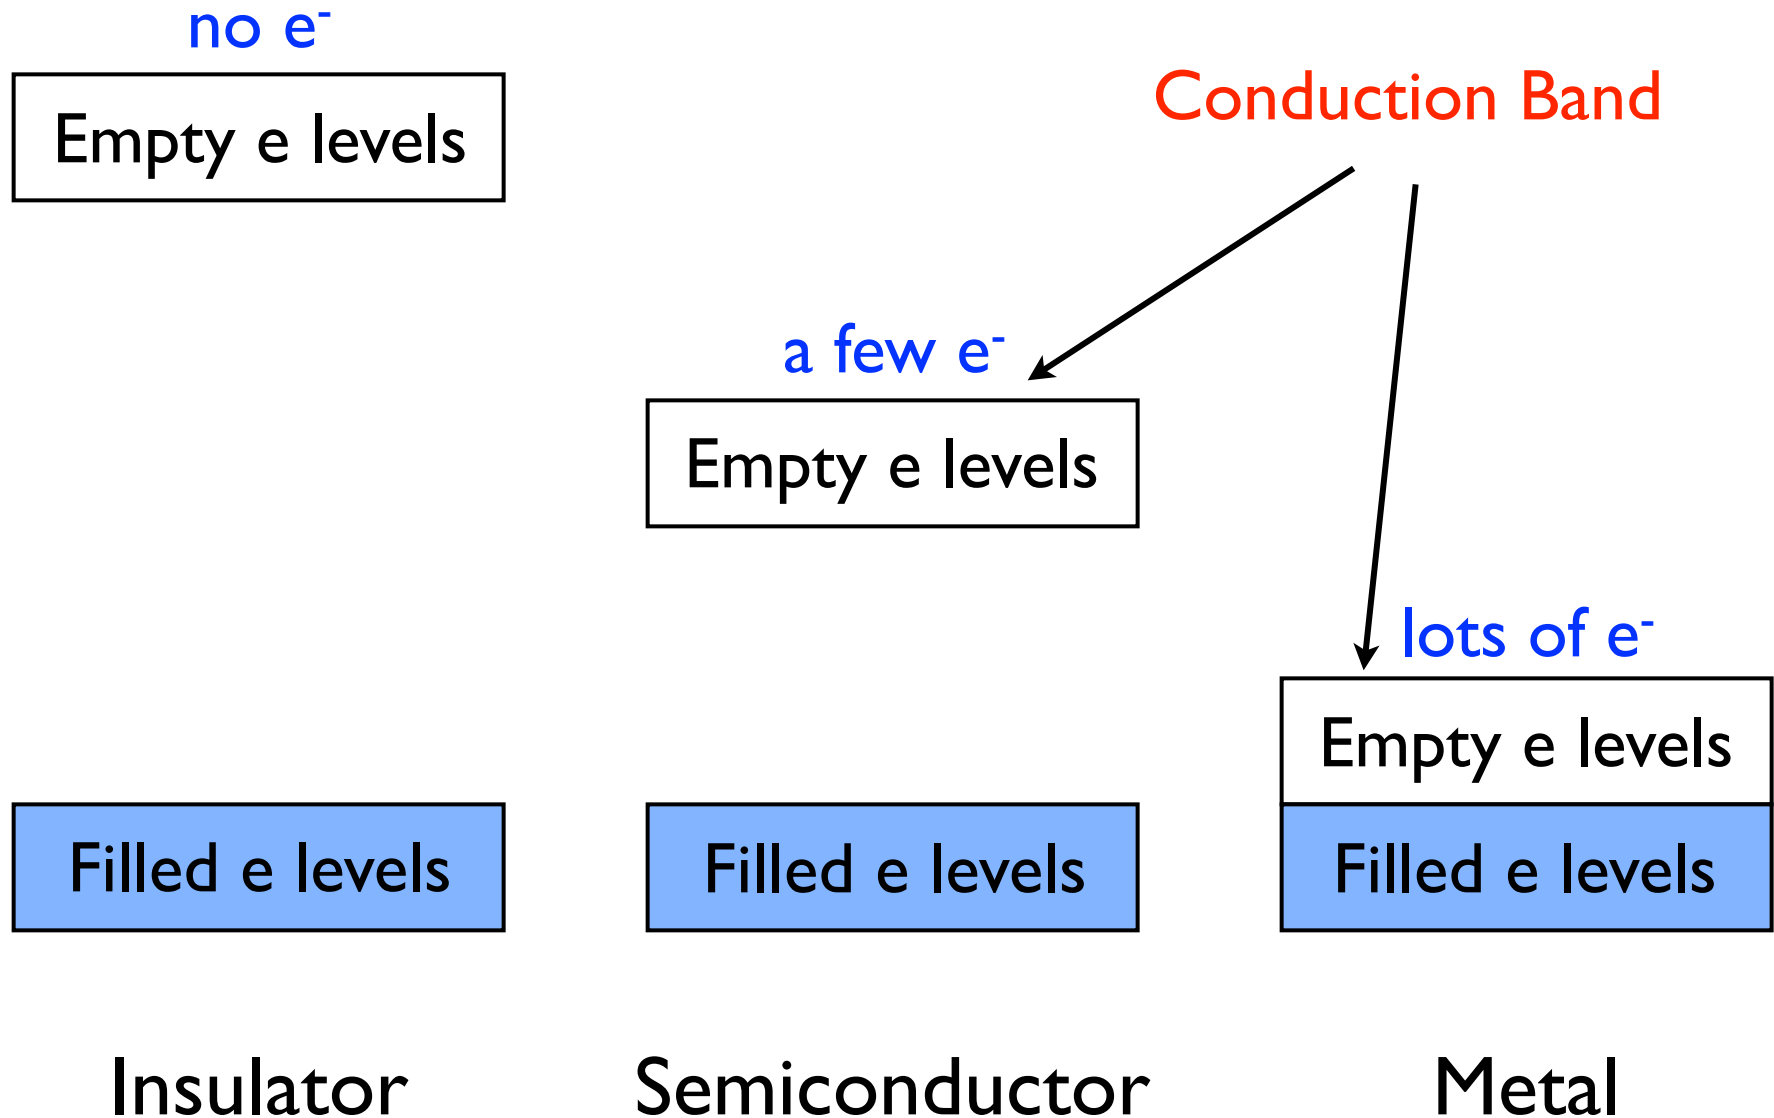 no e⁻
Empty e levels
Conduction Band
a few e⁻
Empty e levels
lots of e⁻
Empty e levels
Filled e levels
Filled e levels
Filled e levels
Insulator
Semiconductor
Metal